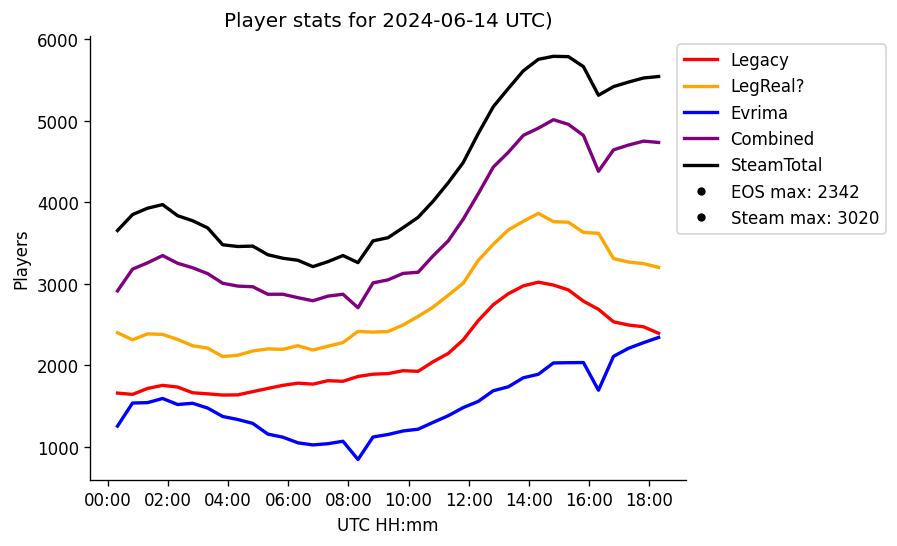 Player stats for 2024-06-14 UTC)
6000
5000
4000
3000
2000
1000
Players
00:00 02:00 04:00 06:00 08:00 10:00 12:00 14:00 16:00 18:00
UTC HH:mm
Legacy
LegReal?
Evrima
Combined
SteamTotal
EOS max: 2342
Steam max: 3020